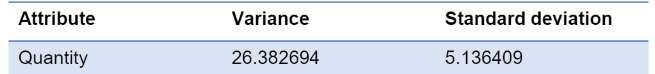 Attribute Variance Standard deviation
Quantity 26.382694 5.136409